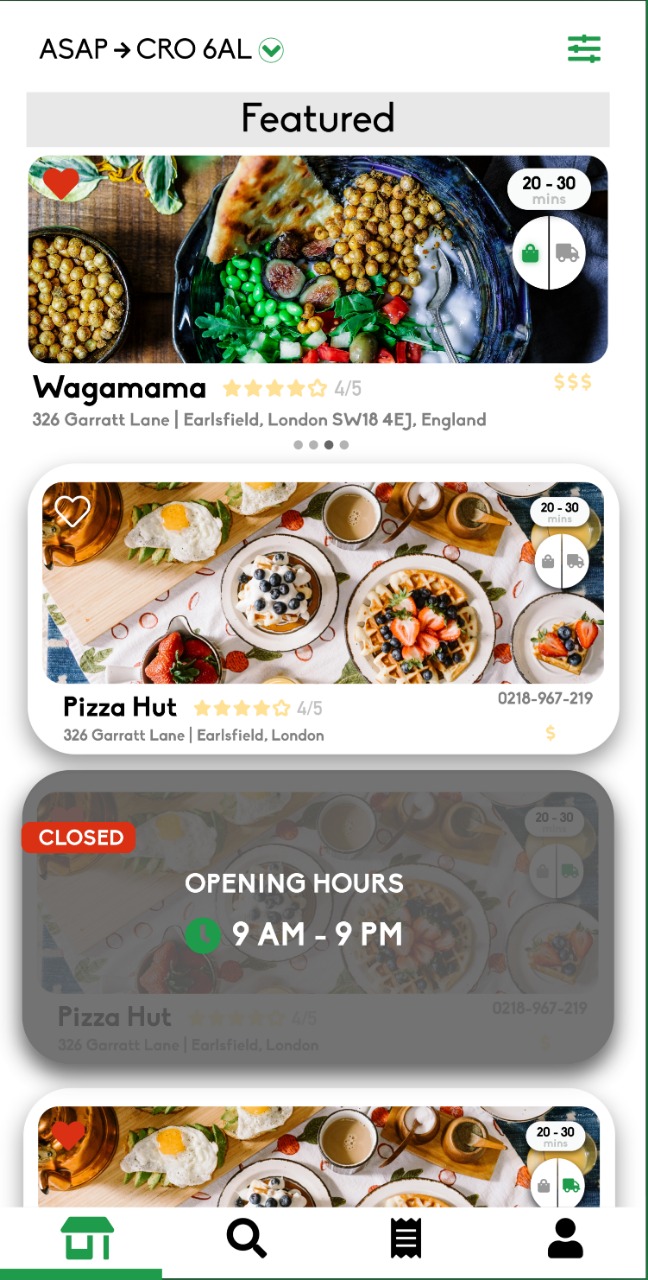 ASAP → CRO 6AL
Featured
20 - 30
mins
Wagamama 4/5
$$$
326 Garratt Lane | Earlsfield, London SW18 4EJ, England
20 - 30
mins
Pizza Hut 4/5
0218-967-219
326 Garratt Lane | Earlsfield, London
$
20 - 30
mins
CLOSED
OPENING HOURS
9 AM - 9 PM
Pizza Hut 4/5
0218-967-219
326 Garratt Lane | Earlsfield, London
$
20 - 30
mins